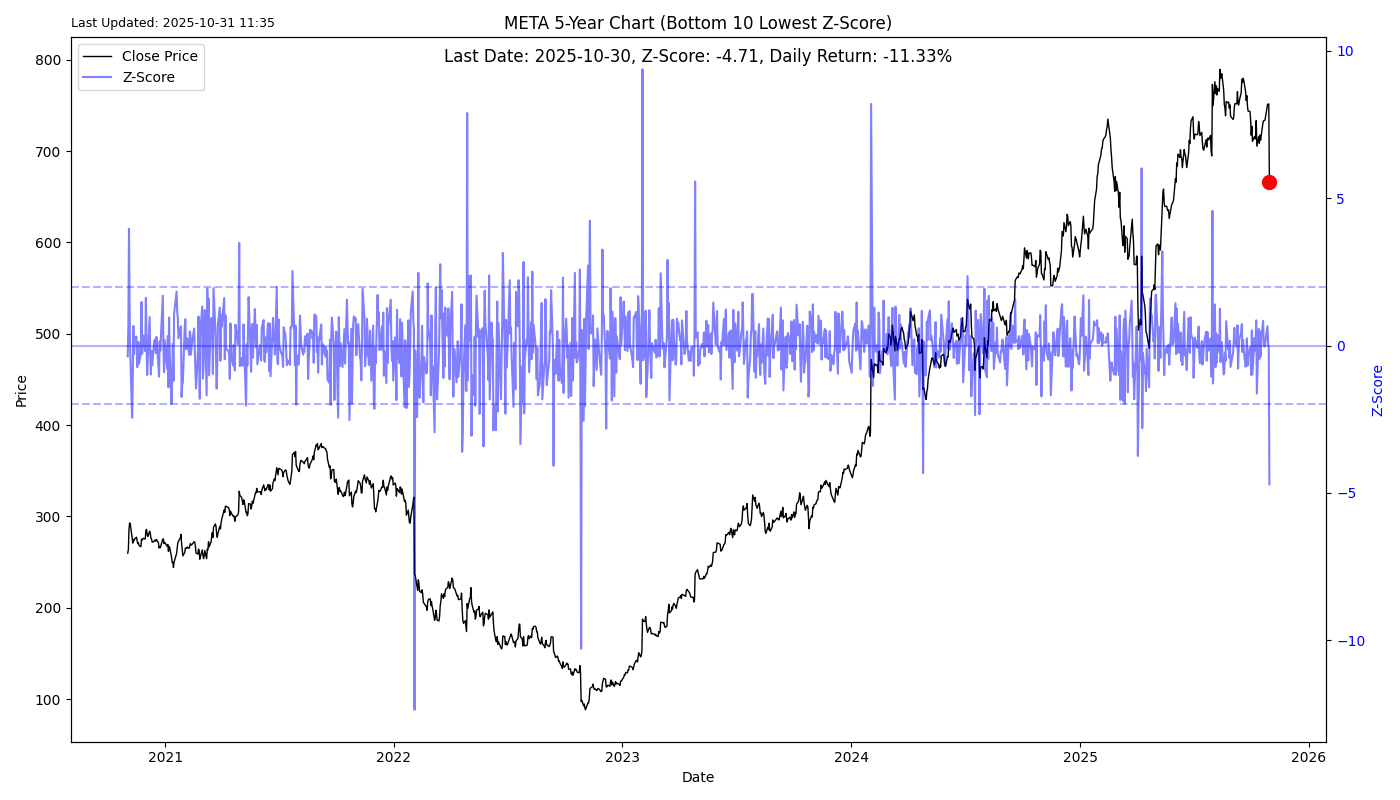 Last Updated: 2025-10-31 11:35
META 5-Year Chart (Bottom 10 Lowest Z-Score)
Last Date: 2025-10-30, Z-Score: -4.71, Daily Return: -11.33%
Close Price
Z-Score
800
700
600
500
400
300
200
100
Price
10
5
0
−5
−10
Z-Score
2021
2022
2023
2024
2025
2026
Date